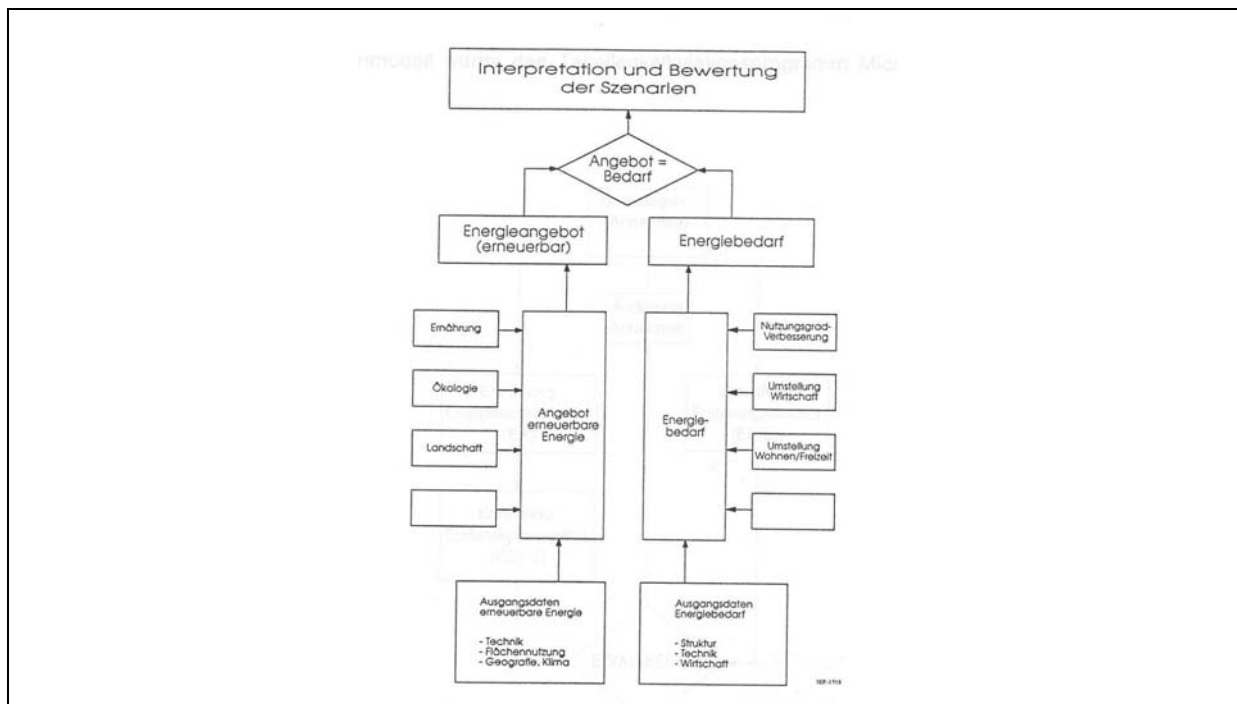 Interpretation und Bewertung
der Szenarien
Angebot =
Bedarf
Energieangebot
(erneuerbar)
Energiebedarf
Ernährung
Ökologie
Landschaft
Angebot
erneuerbare
Energie
Energie-
bedarf
Nutzungsgrad-
Verbesserung
Umstellung
Wirtschaft
Umstellung
Wohnen/Freizeit
Ausgangsdaten
erneuerbare Energie
- Technik
- Flächennutzung
- Geografie, Klima
Ausgangsdaten
Energiebedarf
- Struktur
- Technik
- Wirtschaft